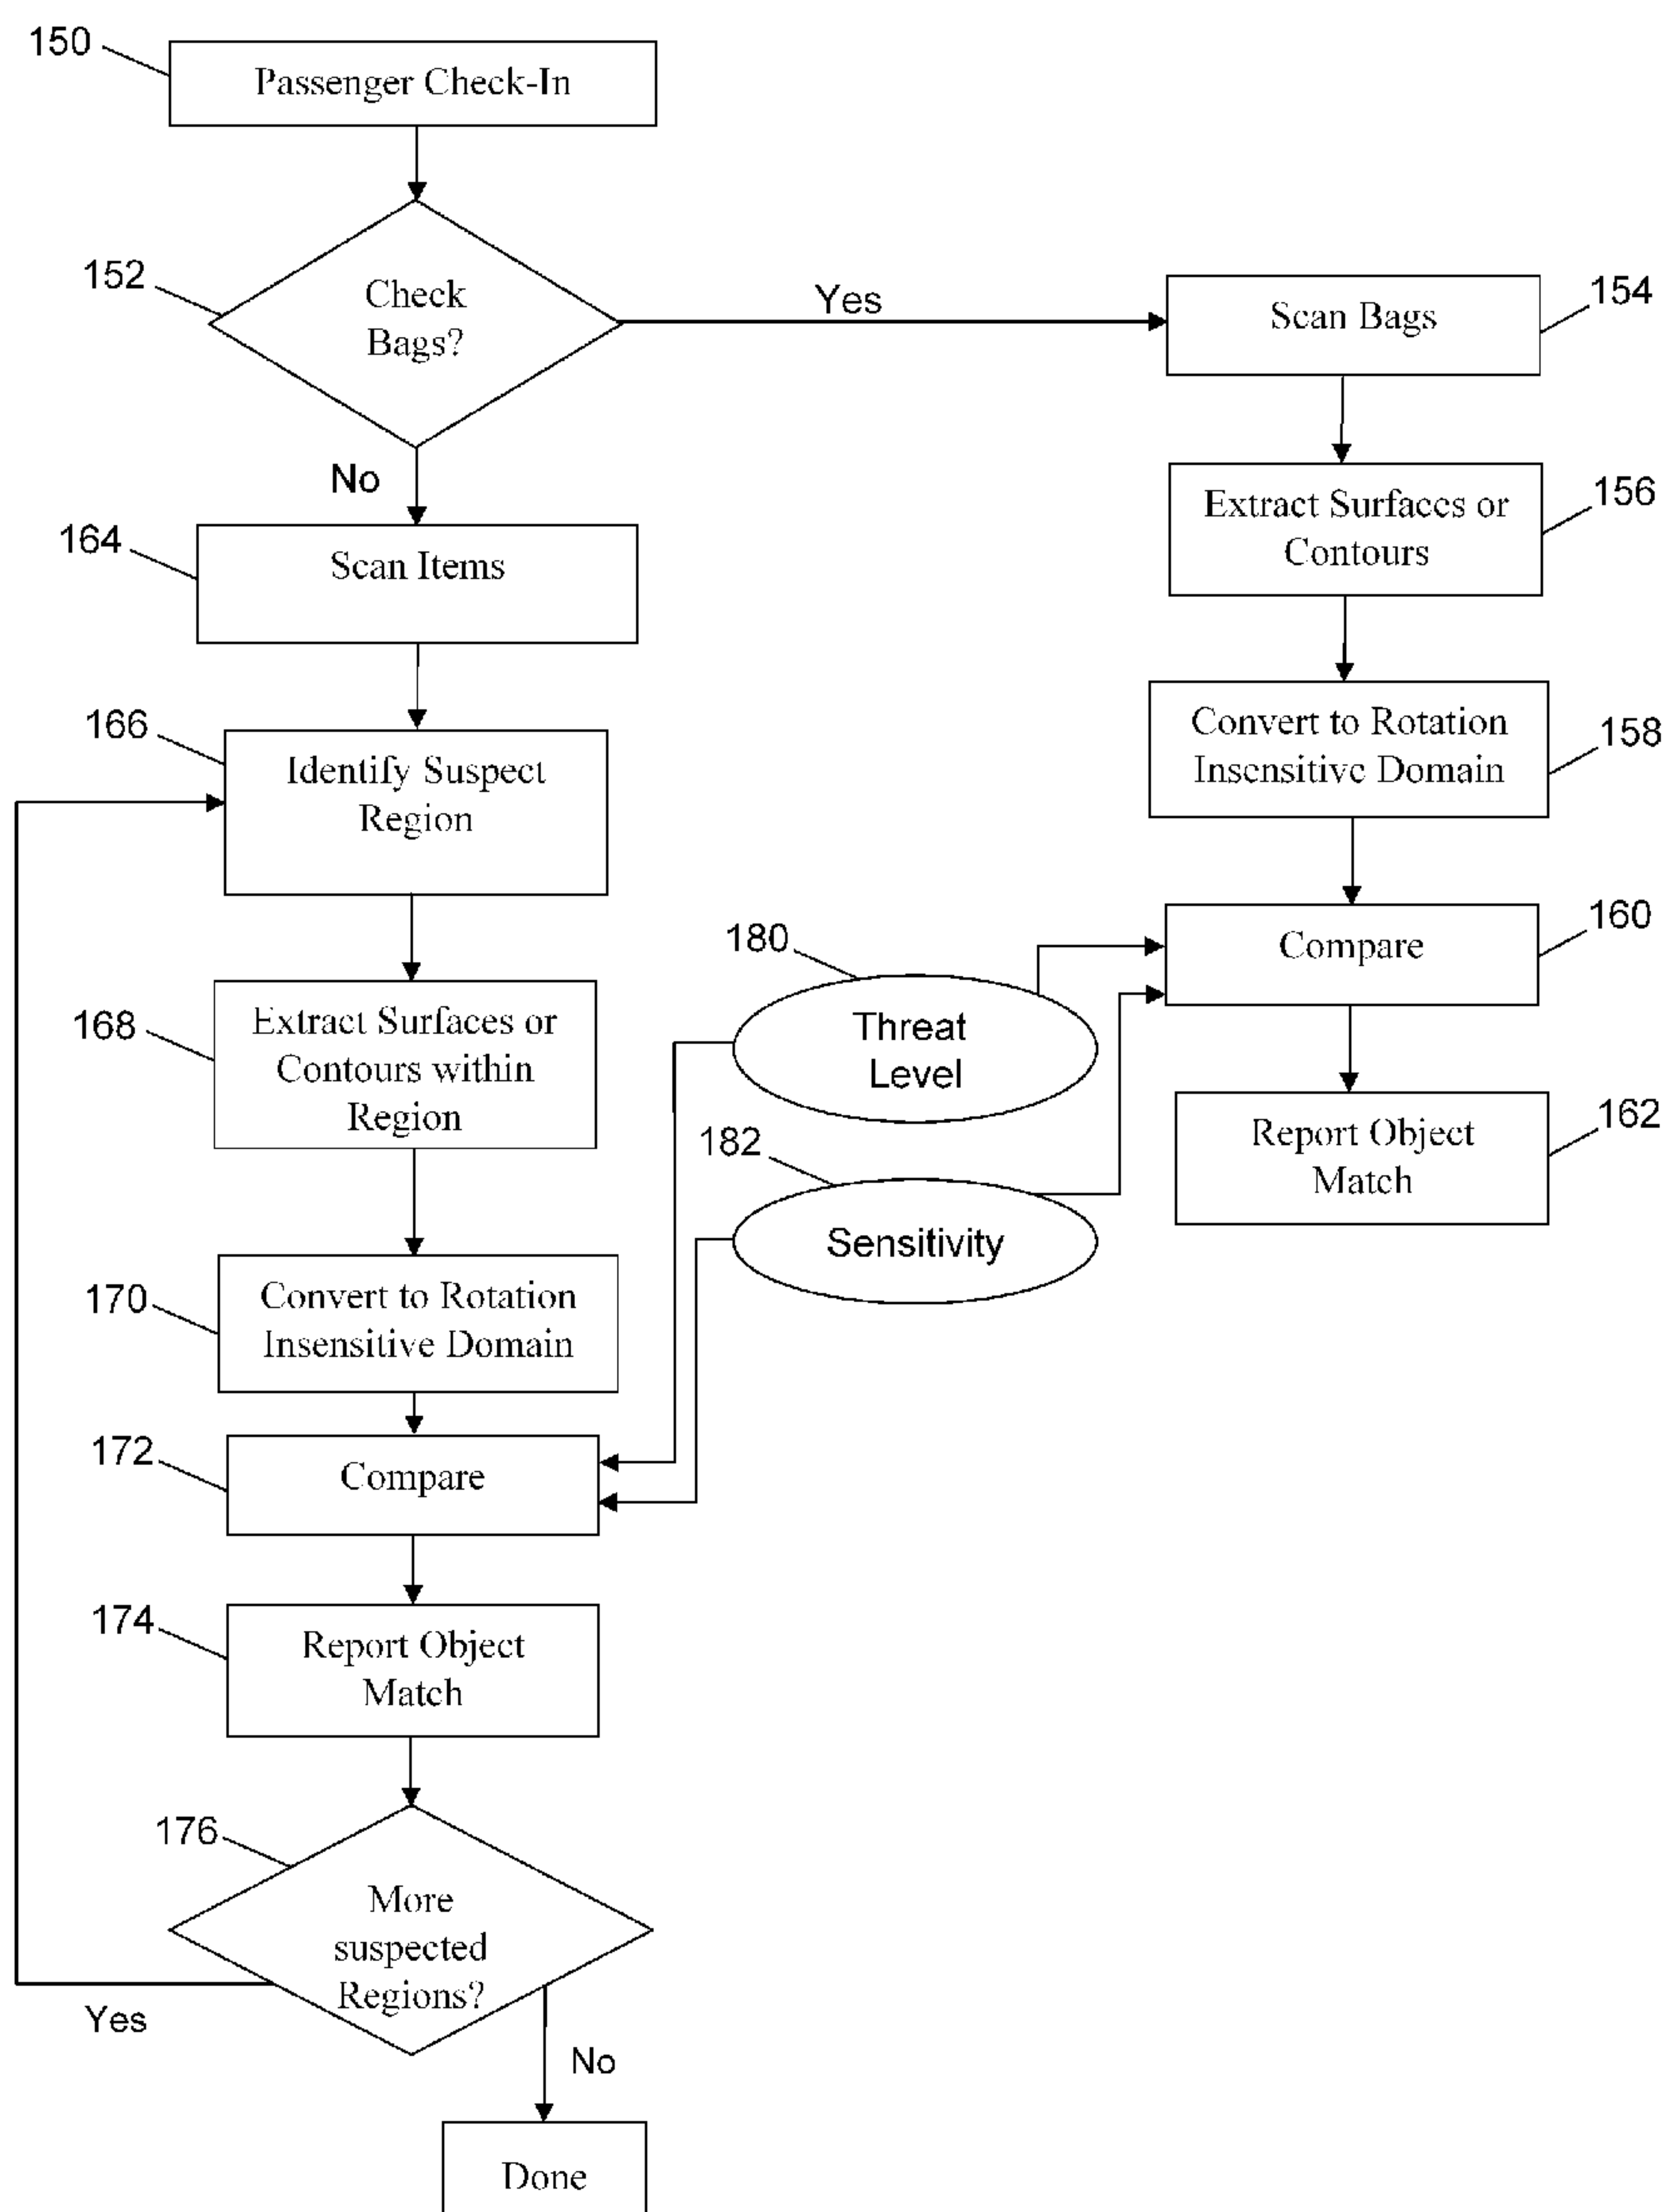 150
Passenger Check-In
152
Check
Bags?
Yes
Scan Bags
154
No
Extract Surfaces or
Contours
156
164
Scan Items
166
Identify Suspect
Region
Convert to Rotation
Insensitive Domain
158
180
Threat
Level
Compare
160
168
Extract Surfaces or
Contours within
Region
182
Sensitivity
Report Object
Match
162
170
Convert to Rotation
Insensitive Domain
172
Compare
174
Report Object
Match
176
More
suspected
Regions?
Yes
No
Done